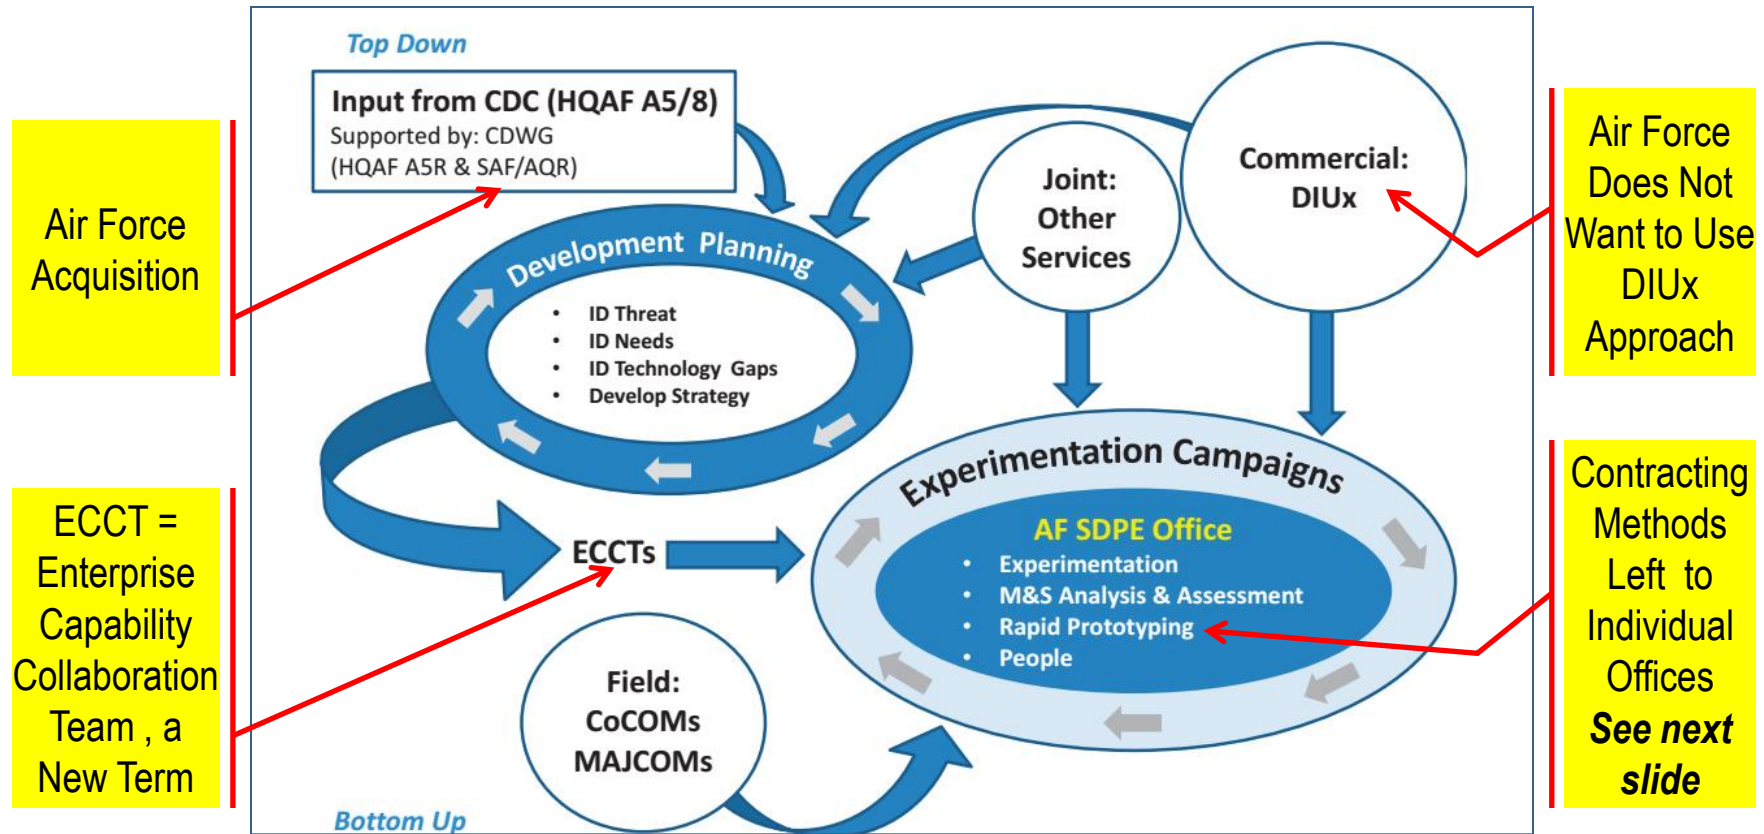 Top Down
Input from CDC (HQAF A5/8)
Supported by: CDWG
(HQAF A5R & SAF/AQR)
Air Force
Acquisition
Joint:
Other
Services
Commercial:
DIUx
Air Force
Does Not
Want to Use
DIUx
Approach
Development Planning
• ID Threat
• ID Needs
• ID Technology Gaps
• Develop Strategy
ECCT =
Enterprise
Capability
Collaboration
Team , a
New Term
ECCTs
Experimentation Campaigns
AF SDPE Office
• Experimentation
• M&S Analysis & Assessment
• Rapid Prototyping
• People
Contracting
Methods
Left to
Individual
Offices
See next
slide
Field:
CoCOMs
MAJCOMs
Bottom Up